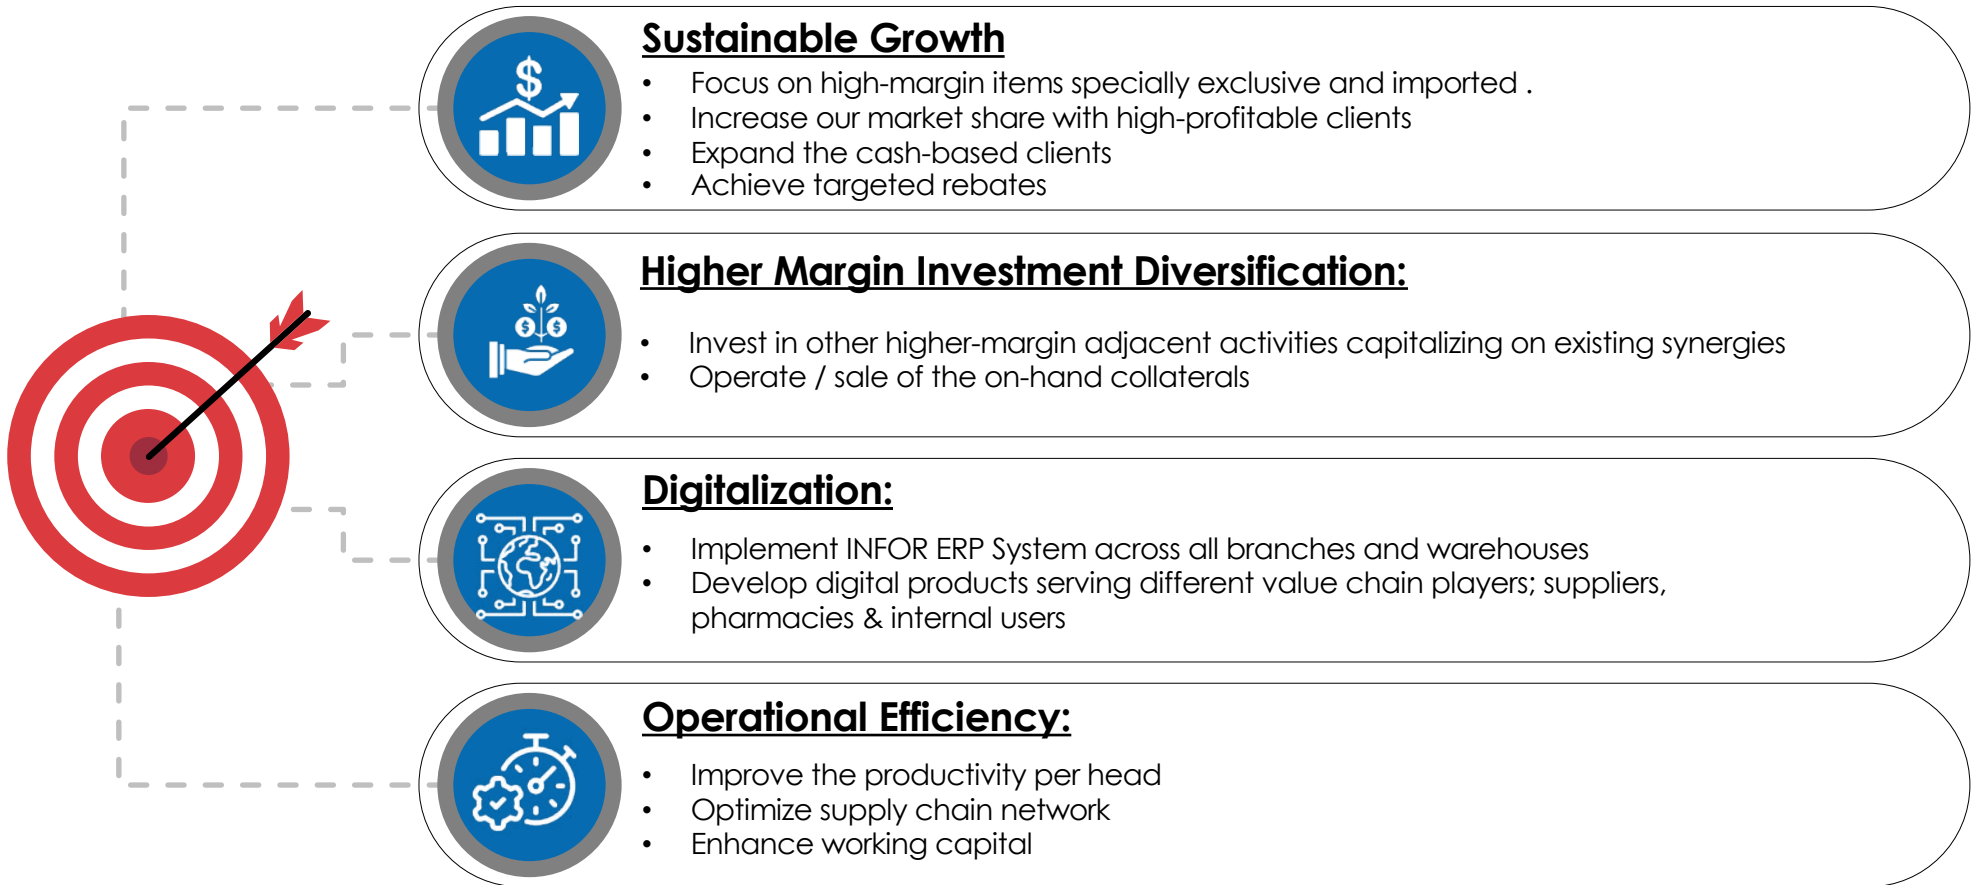 Sustainable Growth
• Focus on high-margin items specially exclusive and imported .
• Increase our market share with high-profitable clients
• Expand the cash-based clients
• Achieve targeted rebates
Higher Margin Investment Diversification:
• Invest in other higher-margin adjacent activities capitalizing on existing synergies
• Operate / sale of the on-hand collaterals
Digitalization:
• Implement INFOR ERP System across all branches and warehouses
• Develop digital products serving different value chain players; suppliers,
pharmacies & internal users
Operational Efficiency:
• Improve the productivity per head
• Optimize supply chain network
• Enhance working capital